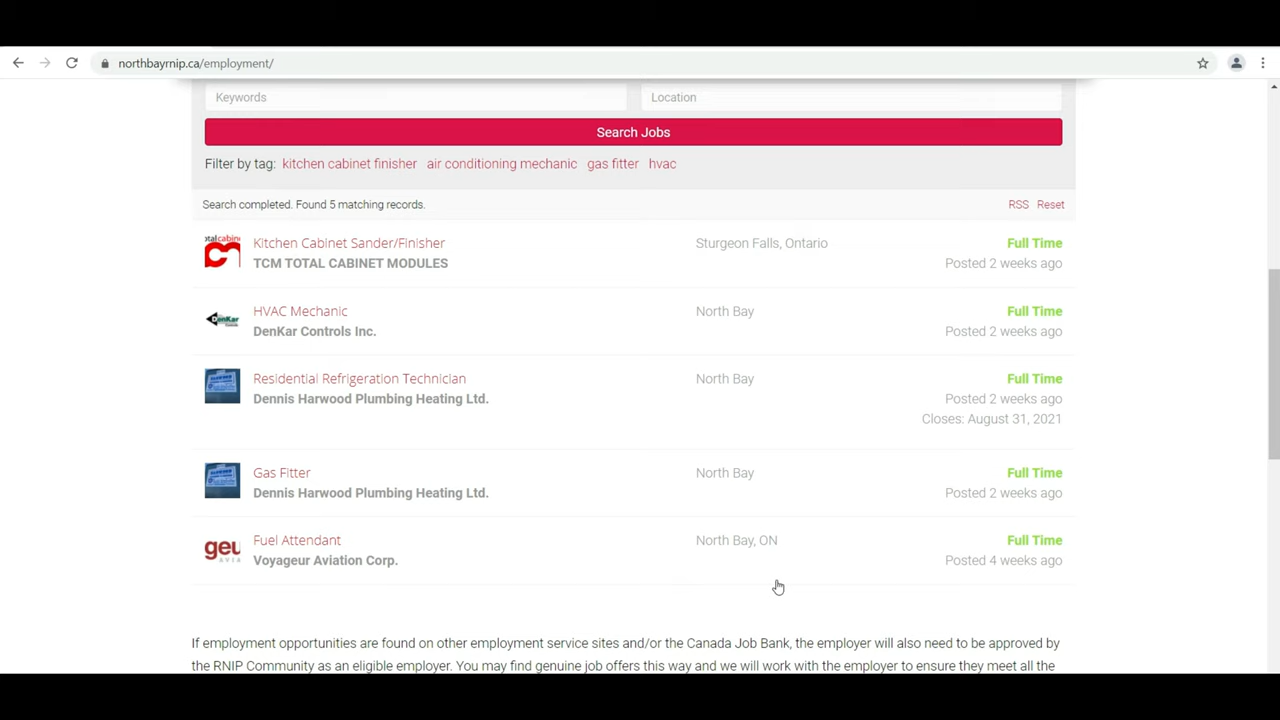 northbayrnip.ca/employment/
Keywords
Location
Search Jobs
Filter by tag: kitchen cabinet finisher air conditioning mechanic gas fitter hvac
Search completed. Found 5 matching records.
RSS Reset
Kitchen Cabinet Sander/Finisher
TCM TOTAL CABINET MODULES
Sturgeon Falls, Ontario
Full Time
Posted 2 weeks ago
HVAC Mechanic
DenKar Controls Inc.
North Bay
Full Time
Posted 2 weeks ago
Residential Refrigeration Technician
Dennis Harwood Plumbing Heating Ltd.
North Bay
Full Time
Posted 2 weeks ago
Closes: August 31, 2021
Gas Fitter
Dennis Harwood Plumbing Heating Ltd.
North Bay
Full Time
Posted 2 weeks ago
Fuel Attendant
Voyageur Aviation Corp.
North Bay, ON
Full Time
Posted 4 weeks ago
If employment opportunities are found on other employment service sites and/or the Canada Job Bank, the employer will also need to be approved by
the RNIP Community as an eligible employer. You may find genuine job offers this way and we will work with the employer to ensure they meet all the